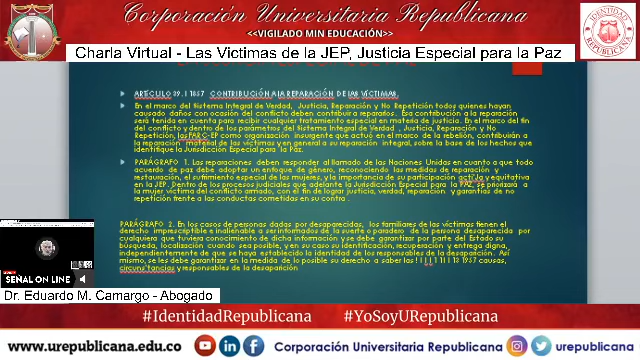 Corporación Universitaria Republicana
<<VIGILADO MIN EDUCACIÓN>>
IDENTIDAD
REPUBLICANA
Charla Virtual - Las Victimas de la JEP, Justicia Especial para la Paz
ARTÍCULO 39. l 1957 CONTRIBUCIÓN A LA REPARACIÓN DE LAS VÍCTIMAS.
En el marco del Sistema Integral de Verdad, Justicia, Reparación y No Repetición todos quienes hayan
causado daños con ocasión del conflicto deben contribuir a repararlos. Esa contribución a la reparación
será tenida en cuenta para recibir cualquier tratamiento especial en materia de justicia. En el marco del fin
del conflicto y dentro de los parámetros del Sistema Integral de Verdad , Justicia, Reparación y No
Repetición, las FARC-EP como organización insurgente que actuó en el marco de la rebelión, contribuirán a
la reparación material de las víctimas y en general a su reparación integral, sobre la base de los hechos que
identifique la Jurisdicción Especial para la Paz.
PARÁGRAFO 1. Las reparaciones deben responder al llamado de las Naciones Unidas en cuanto a que todo
acuerdo de paz debe adoptar un enfoque de género, reconociendo las medidas de reparación y
restauración, el sufrimiento especial de las mujeres, y la importancia de su participación activa y equitativa
en la JEP. Dentro de los procesos judiciales que adelante la Jurisdicción Especial para la PAZ, se priorizará a
la mujer víctima del conflicto armado, con el fin de lograr justicia, verdad, reparación y garantías de no
repetición frente a las conductas cometidas en su contra .
PARÁGRAFO 2. En los casos de personas dadas por desaparecidas, los familiares de las víctimas tienen el
derecho imprescriptible e inalienable a ser informados de la suerte o paradero de la persona desaparecida por
cualquiera que tuviera conocimiento de dicha información y se debe garantizar por parte del Estado su
búsqueda, localización cuando sea posible, y en su caso su identificación, recuperación y entrega digna,
independientemente de que se haya establecido la identidad de los responsables de la desaparición. Así
mismo, se les debe garantizar en la medida de lo posible su derecho a saber las 1957 causas,
circunstancias y responsables de la desaparición
SEÑAL ON LINE
Dr. Eduardo M. Camargo - Abogado
#IdentidadRepublicana #YoSoyURepublicana
www.urepublicana.edu.co Corporación Universitaria Republicana urepublicana